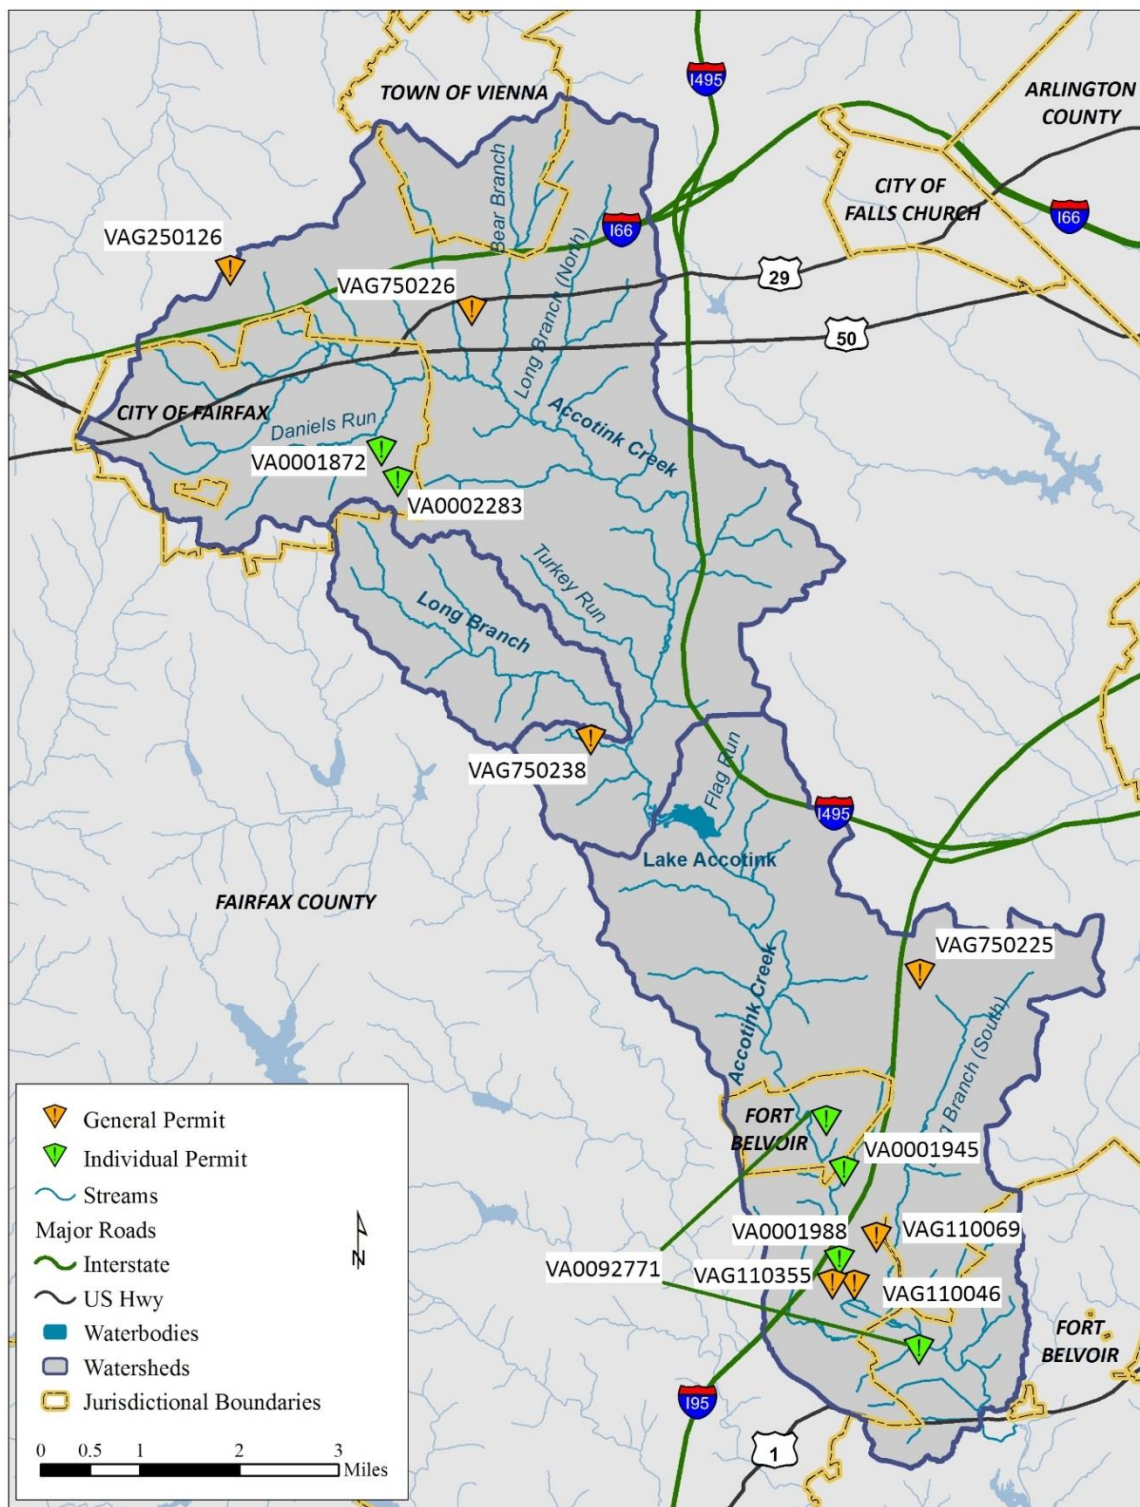 I495
TOWN OF VIENNA
ARLINGTON
COUNTY
CITY OF
FALLS CHURCH
Bear Branch
I66
I66
VAG250126
VAG750226
29
Long Branch (North)
50
CITY OF FAIRFAX
Daniels Run
Accotink Creek
VA0001872
VA0002283
Turkey Run
Long Branch
VAG750238
Flag Run
I495
Lake Accotink
FAIRFAX COUNTY
VAG750225
Accotink Creek
Branch (South)
FORT
BELVOIR
VA0001945
VA0001988
VAG110069
VA0092771
VAG110355
VAG110046
FORT
BELVOIR
I95
1
General Permit
Individual Permit
Streams
Major Roads
Interstate
US Hwy
Waterbodies
Watersheds
Jurisdictional Boundaries
N
0 0.5 1 2 3
Miles